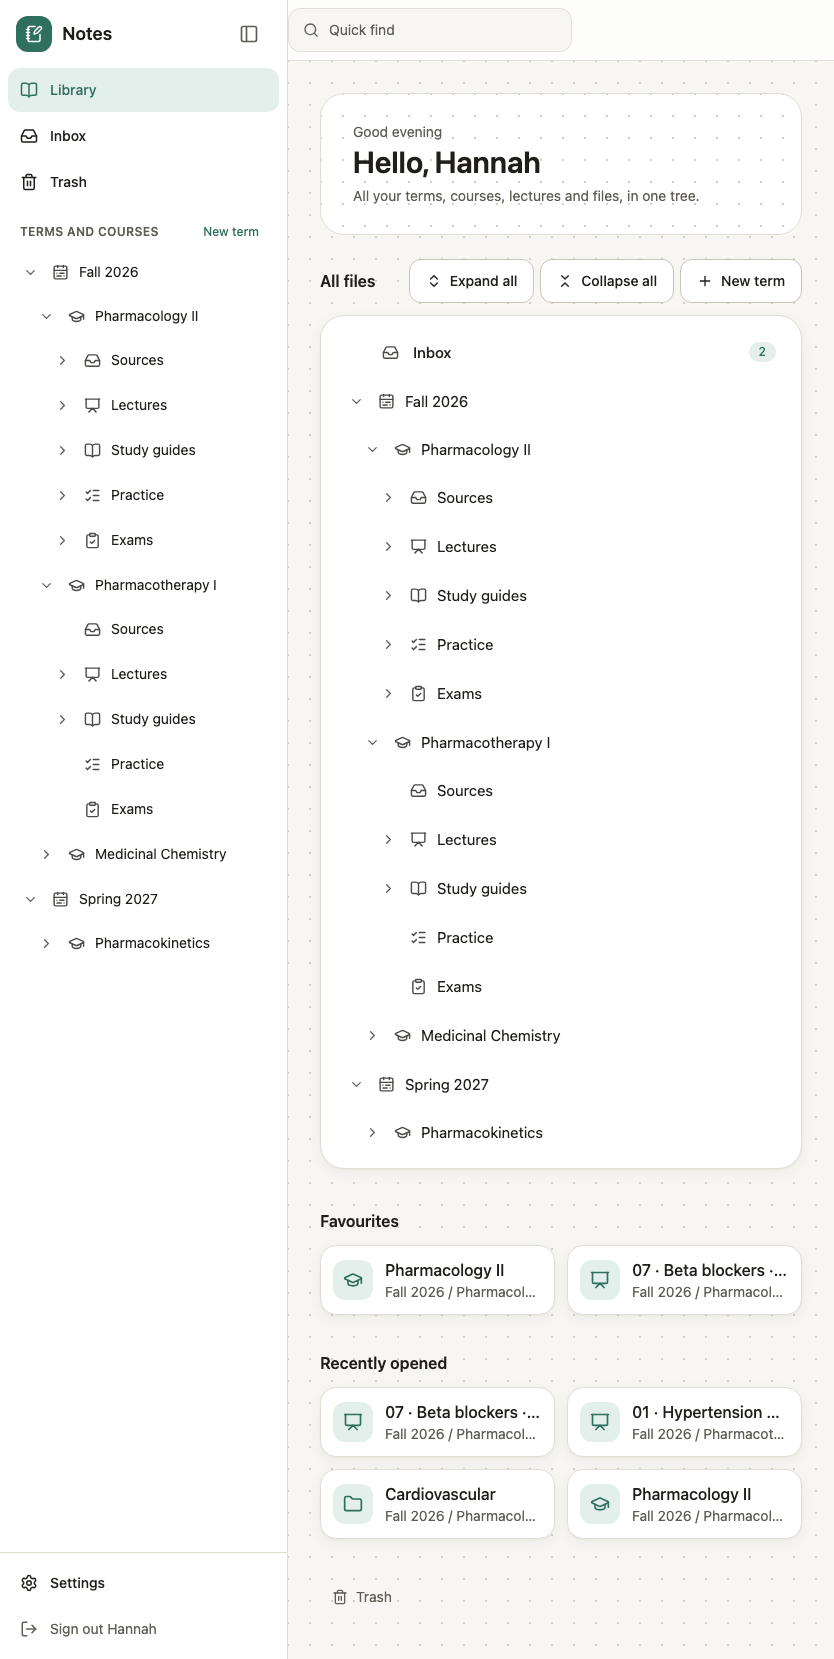 Notes
Library
Inbox
Trash
TERMS AND COURSES
New term
Fall 2026
Pharmacology II
Sources
Lectures
Study guides
Practice
Exams
Pharmacotherapy I
Sources
Lectures
Study guides
Practice
Exams
Medicinal Chemistry
Spring 2027
Pharmacokinetics
Settings
Sign out Hannah
Quick find
Good evening
Hello, Hannah
All your terms, courses, lectures and files, in one tree.
All files
Expand all
Collapse all
New term
Inbox
2
Fall 2026
Pharmacology II
Sources
Lectures
Study guides
Practice
Exams
Pharmacotherapy I
Sources
Lectures
Study guides
Practice
Exams
Medicinal Chemistry
Spring 2027
Pharmacokinetics
Favourites
Pharmacology II
Fall 2026 / Pharmacol...
07 · Beta blockers ·...
Fall 2026 / Pharmacol...
Recently opened
07 · Beta blockers ·...
Fall 2026 / Pharmacol...
01 · Hypertension ...
Fall 2026 / Pharmacot...
Cardiovascular
Fall 2026 / Pharmacol...
Pharmacology II
Fall 2026 / Pharmacol...
Trash